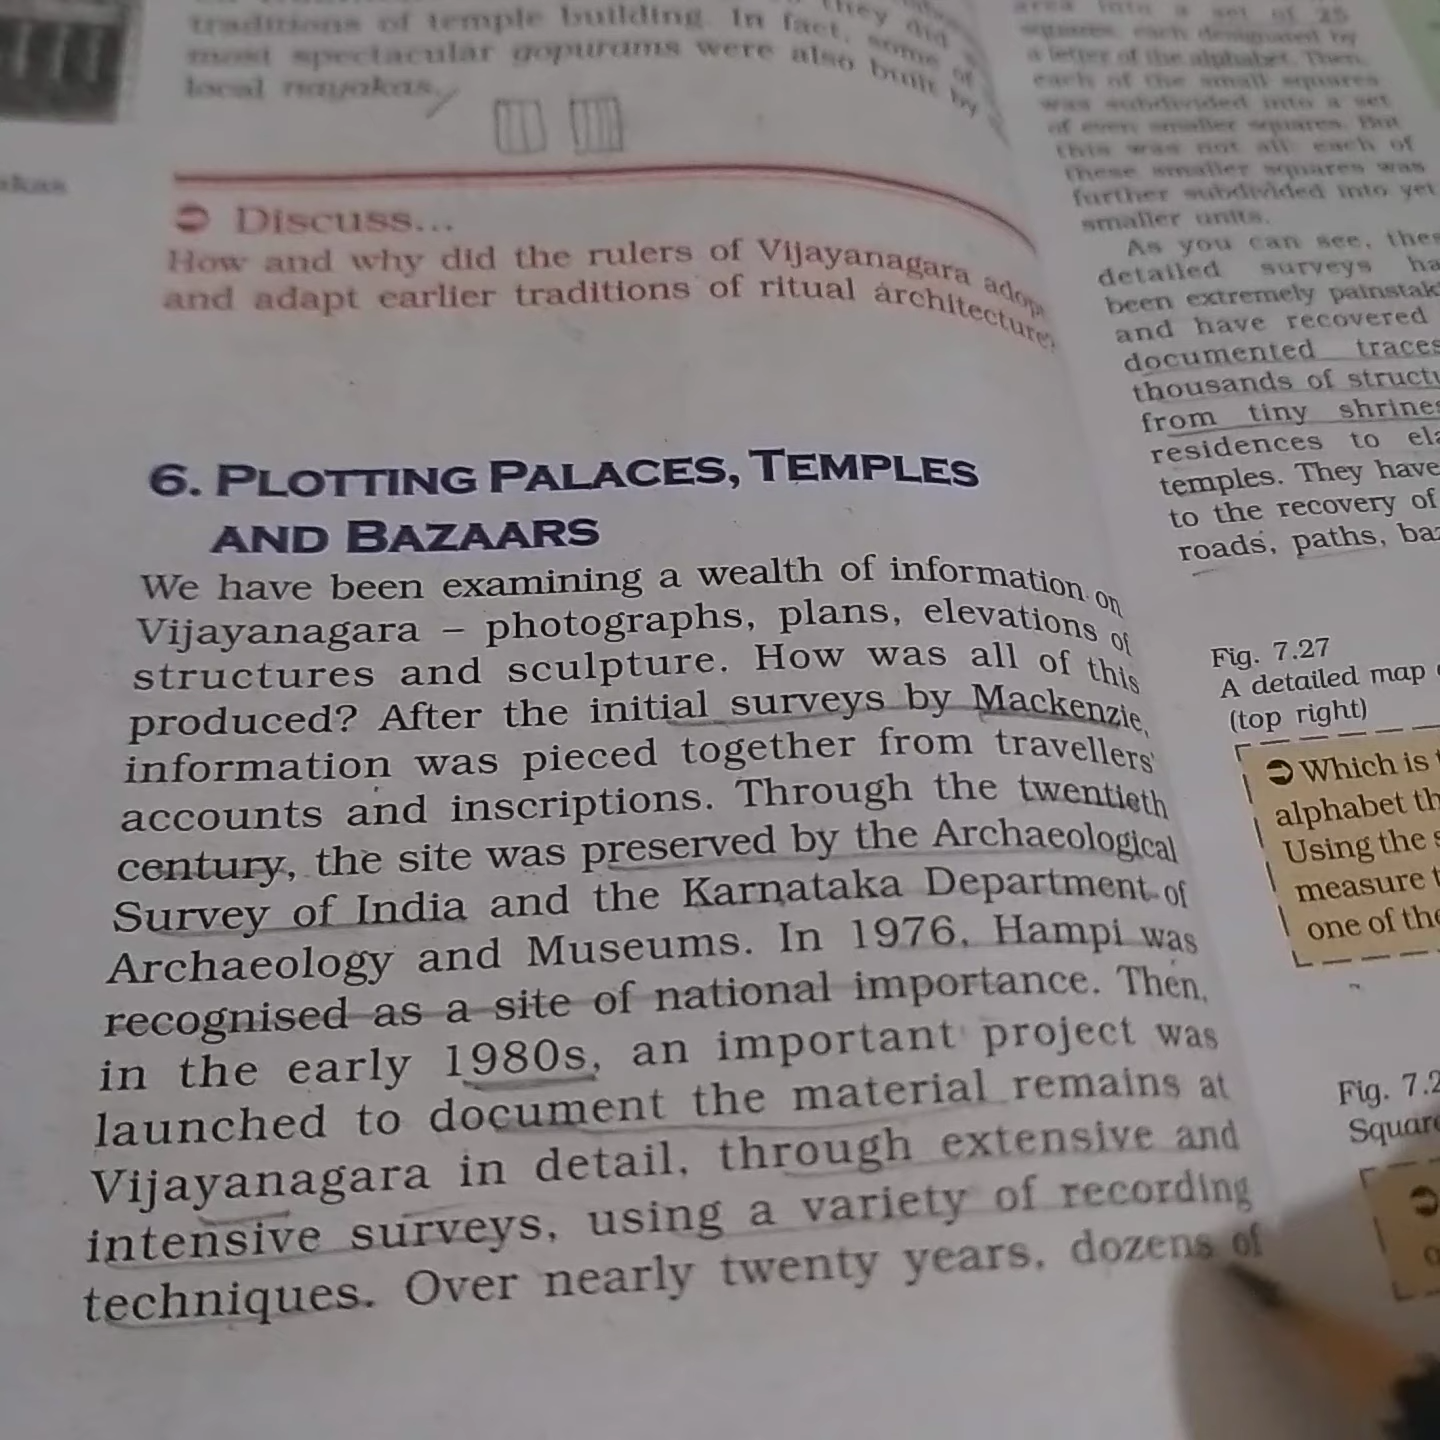 traditions of temple building. In fact, some of
most spectacular gopurams were also built by
local nayakas.
Discuss...
How and why did the rulers of Vijayanagara adopt
and adapt earlier traditions of ritual architecture?
6. PLOTTING PALACES, TEMPLES
AND BAZAARS
We have been examining a wealth of information on
Vijayanagara – photographs, plans, elevations of
structures and sculpture. How was all of this
produced? After the initial surveys by Mackenzie,
information was pieced together from travellers'
accounts and inscriptions. Through the twentieth
century, the site was preserved by the Archaeological
Survey of India and the Karnataka Department of
Archaeology and Museums. In 1976, Hampi was
recognised as a site of national importance. Then,
in the early 1980s, an important project was
launched to document the material remains at
Vijayanagara in detail, through extensive and
intensive surveys, using a variety of recording
techniques. Over nearly twenty years, dozens of
area into a set of 25
squares, each designated by
a letter of the alphabet. Then,
each of the small squares
was subdivided into a set
of even smaller squares. But
this was not all: each of
these smaller squares was
further subdivided into yet
smaller units.
As you can see, thes
detailed surveys ha
been extremely painstak
and have recovered
documented traces
thousands of structu
from tiny shrines
residences to ela
temples. They have
to the recovery of
roads, paths, baz
Fig. 7.27
A detailed map
(top right)
Which is t
alphabet th
Using the s
measure t
one of the
Fig. 7.2
Square